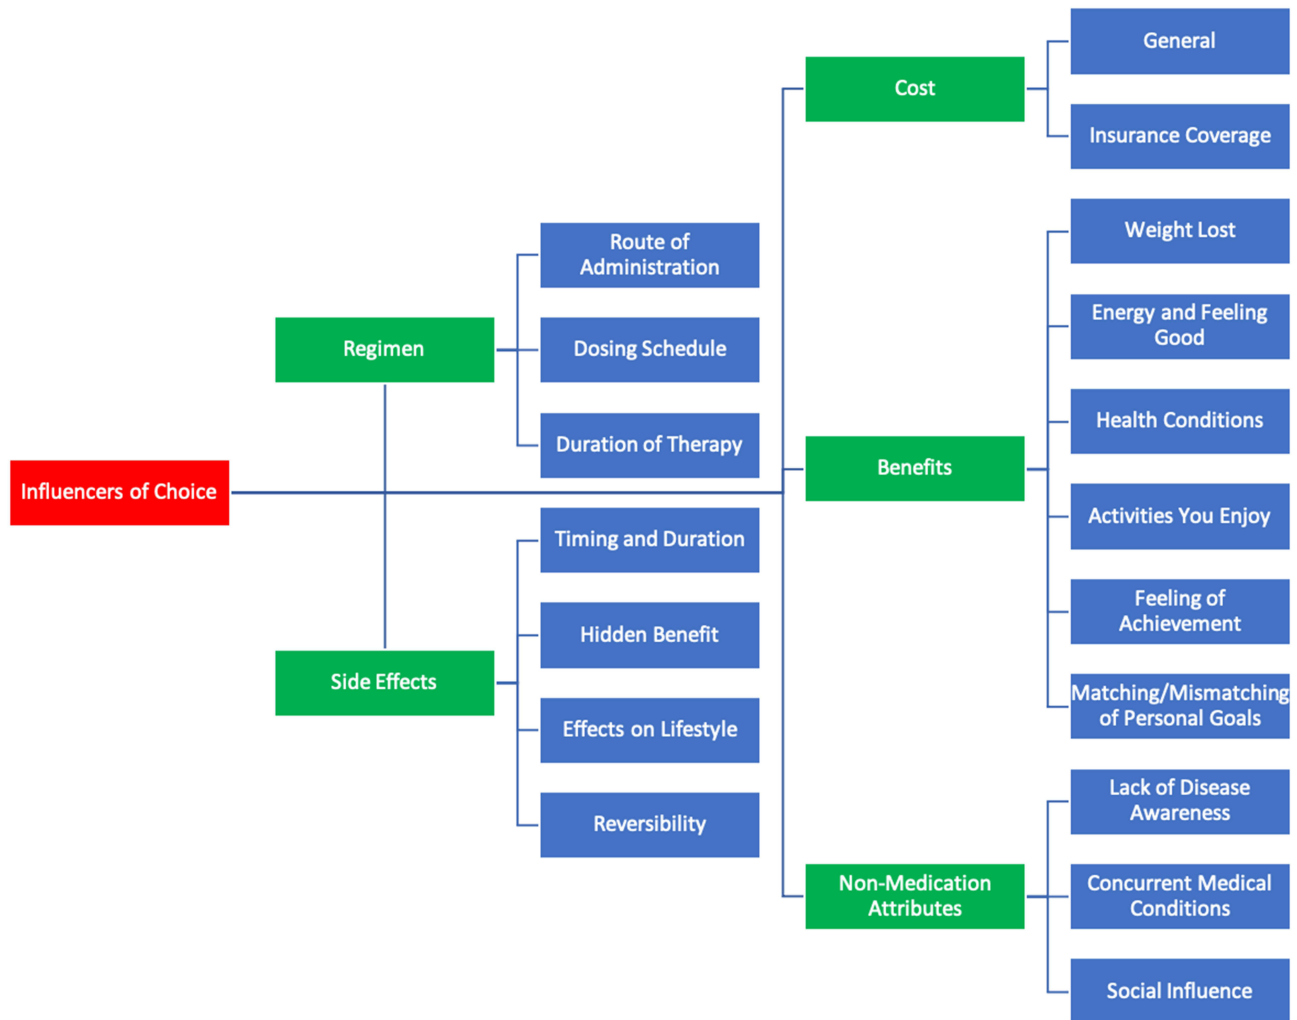 Influencers of Choice
Regimen
Route of
Administration
Dosing Schedule
Duration of Therapy
Side Effects
Timing and Duration
Hidden Benefit
Effects on Lifestyle
Reversibility
Cost
General
Insurance Coverage
Benefits
Weight Lost
Energy and Feeling
Good
Health Conditions
Activities You Enjoy
Feeling of
Achievement
Matching/Mismatching
of Personal Goals
Non-Medication
Attributes
Lack of Disease
Awareness
Concurrent Medical
Conditions
Social Influence